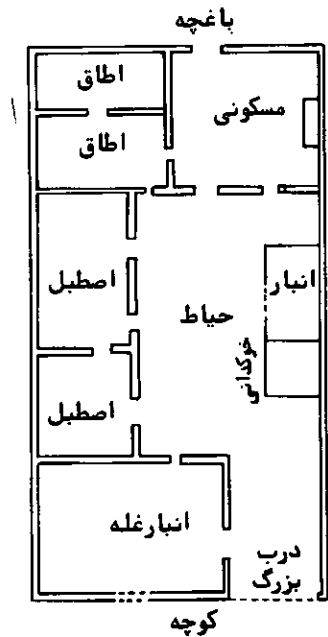 باغچه
اطاق
مسکونی
اطاق
اصطبل
انبار
حیاط
خوکدانی
اصطبل
انبارغله
درب
بزرگ
کوچه